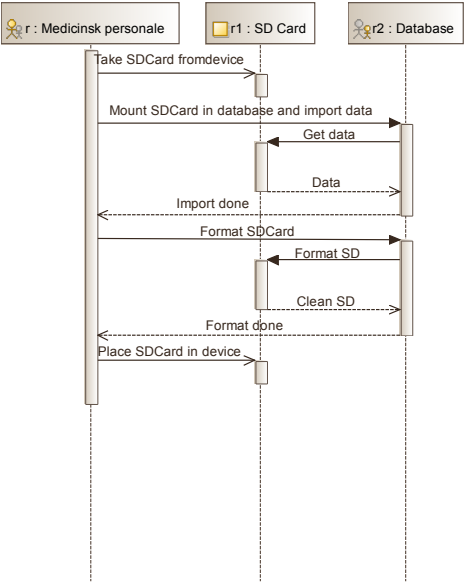 r : Medicinsk personale
r1 : SD Card
r2 : Database
Take SDCard fromdevice
Mount SDCard in database and import data
Get data
Data
Import done
Format SDCard
Format SD
Clean SD
Format done
Place SDCard in device